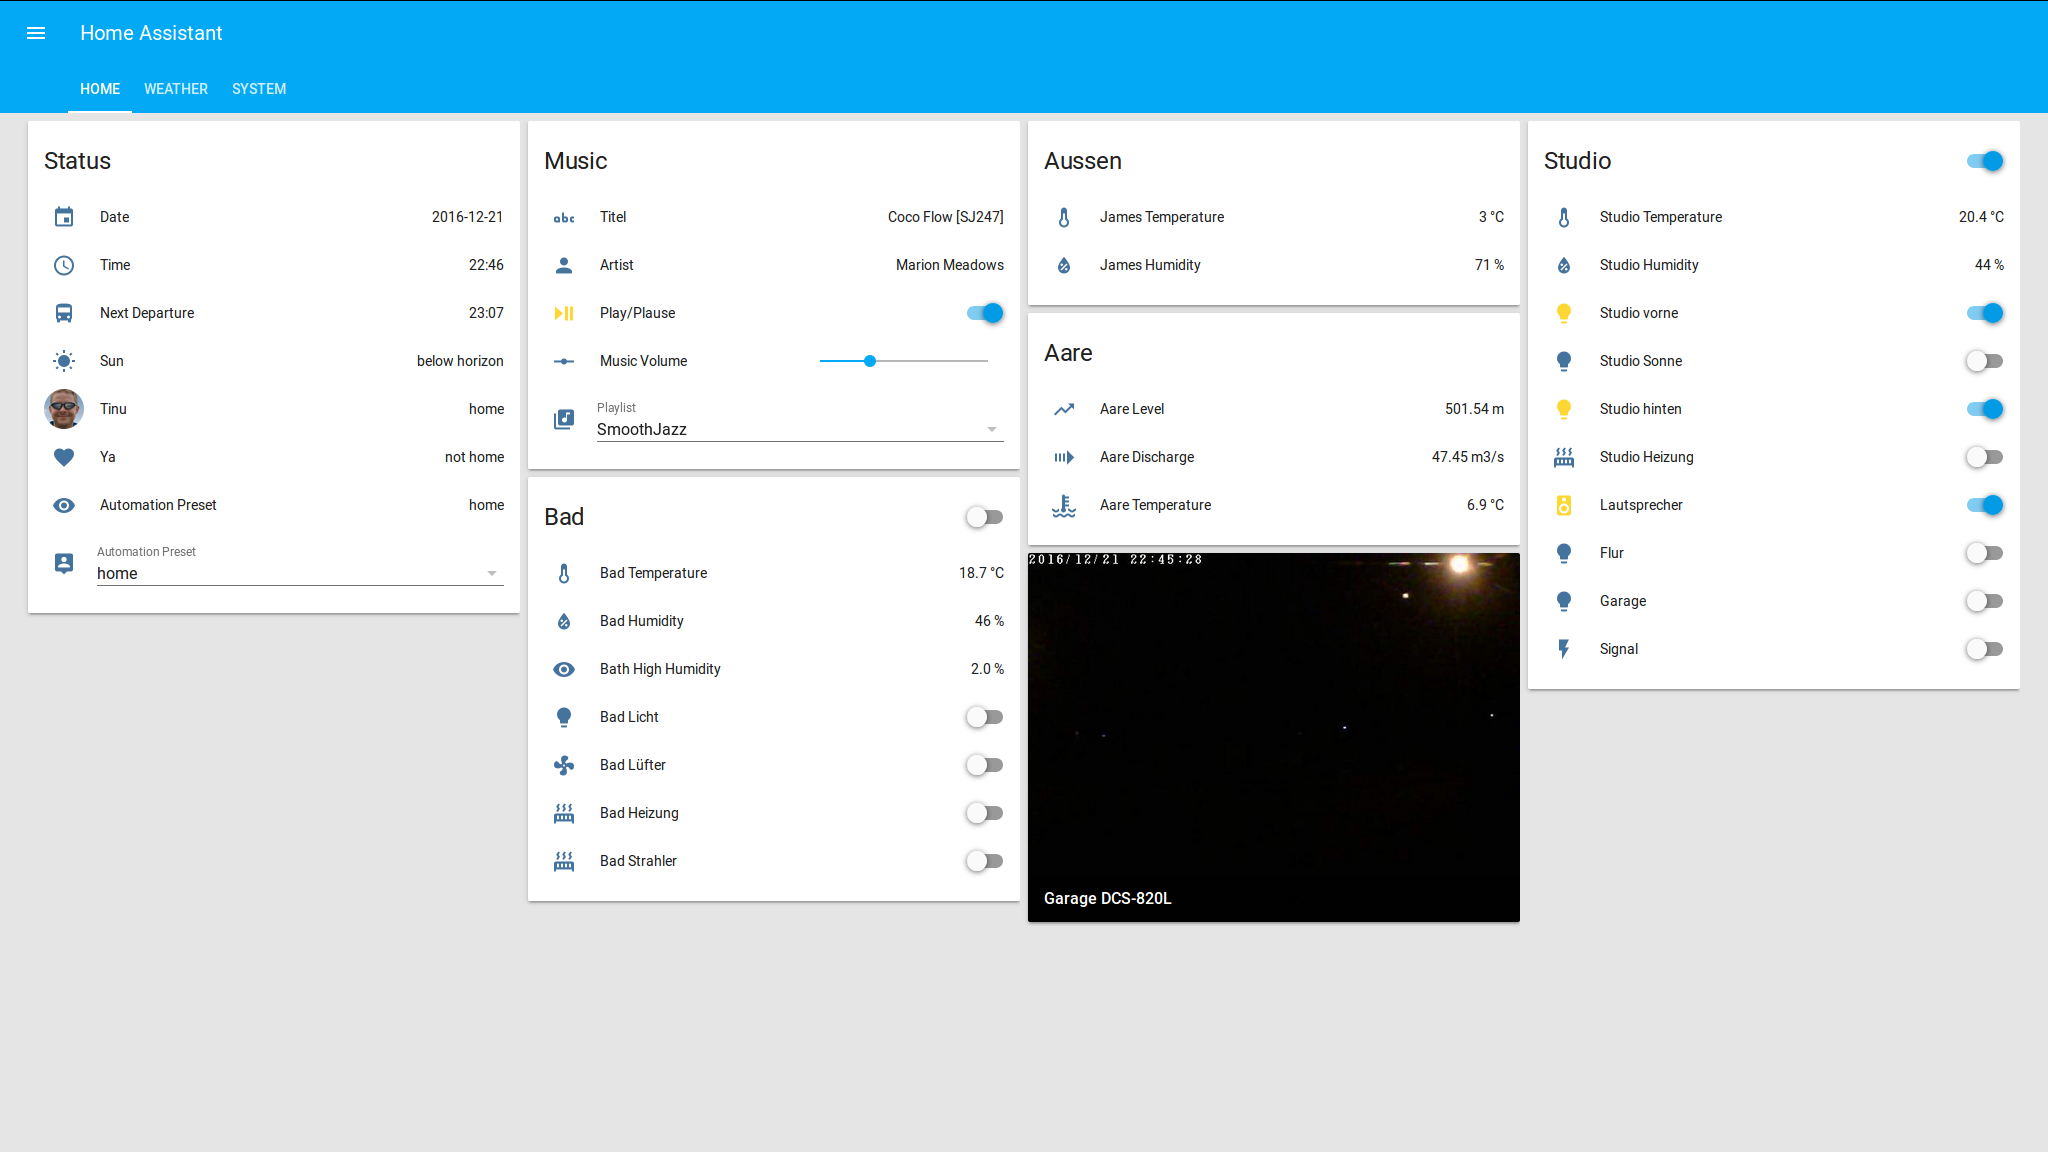 Home Assistant
HOME WEATHER SYSTEM
Status
Date 2016-12-21
Time 22:46
Next Departure 23:07
Sun below horizon
Tinu home
Ya not home
Automation Preset home
Automation Preset
home
Music
abc Titel Coco Flow [SJ247]
Artist Marion Meadows
Play/Plause
Music Volume
Playlist
SmoothJazz
Bad
Bad Temperature 18.7 °C
Bad Humidity 46 %
Bath High Humidity 2.0 %
Bad Licht
Bad Lüfter
Bad Heizung
Bad Strahler
Aussen
James Temperature 3 °C
James Humidity 71 %
Aare
Aare Level 501.54 m
Aare Discharge 47.45 m3/s
Aare Temperature 6.9 °C
2016/12/21 22:45:28
Garage DCS-820L
Studio
Studio Temperature 20.4 °C
Studio Humidity 44 %
Studio vorne
Studio Sonne
Studio hinten
Studio Heizung
Lautsprecher
Flur
Garage
Signal